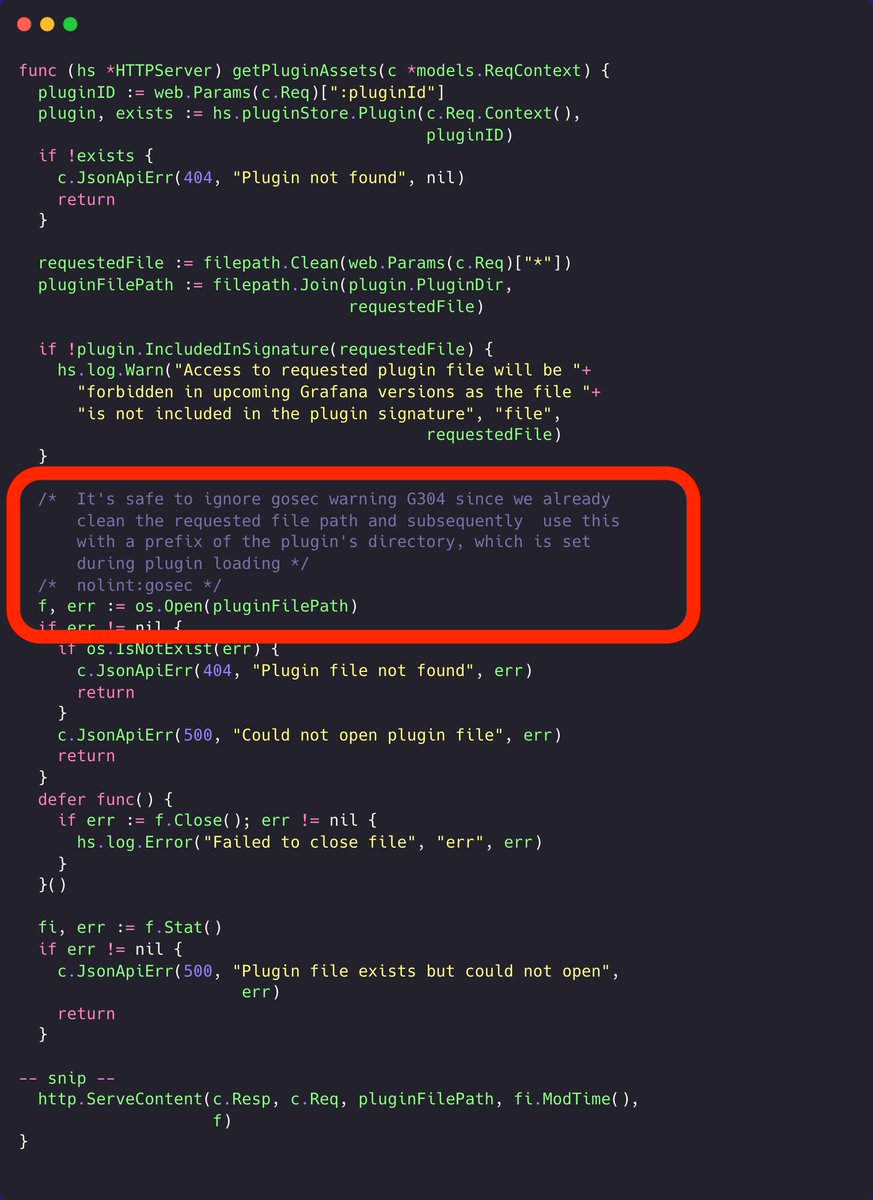 func (hs *HTTPServer) getPluginAssets(c *models.ReqContext) {
  pluginID := web.Params(c.Req)[":pluginId"]
  plugin, exists := hs.pluginStore.Plugin(c.Req.Context(),
                                          pluginID)
  if !exists {
    c.JsonApiErr(404, "Plugin not found", nil)
    return
  }

  requestedFile := filepath.Clean(web.Params(c.Req)["*"])
  pluginFilePath := filepath.Join(plugin.PluginDir,
                                  requestedFile)

  if !plugin.IncludedInSignature(requestedFile) {
    hs.log.Warn("Access to requested plugin file will be "+
      "forbidden in upcoming Grafana versions as the file "+
      "is not included in the plugin signature", "file",
                                          requestedFile)
  }

  /*  It's safe to ignore gosec warning G304 since we already
      clean the requested file path and subsequently  use this
      with a prefix of the plugin's directory, which is set
      during plugin loading */
  /*  nolint:gosec */
  f, err := os.Open(pluginFilePath)
  if err != nil {
    if os.IsNotExist(err) {
      c.JsonApiErr(404, "Plugin file not found", err)
      return
    }
    c.JsonApiErr(500, "Could not open plugin file", err)
    return
  }
  defer func() {
    if err := f.Close(); err != nil {
      hs.log.Error("Failed to close file", "err", err)
    }
  }()

  fi, err := f.Stat()
  if err != nil {
    c.JsonApiErr(500, "Plugin file exists but could not open",
                       err)
    return
  }

-- snip --
  http.ServeContent(c.Resp, c.Req, pluginFilePath, fi.ModTime(),
                    f)
}